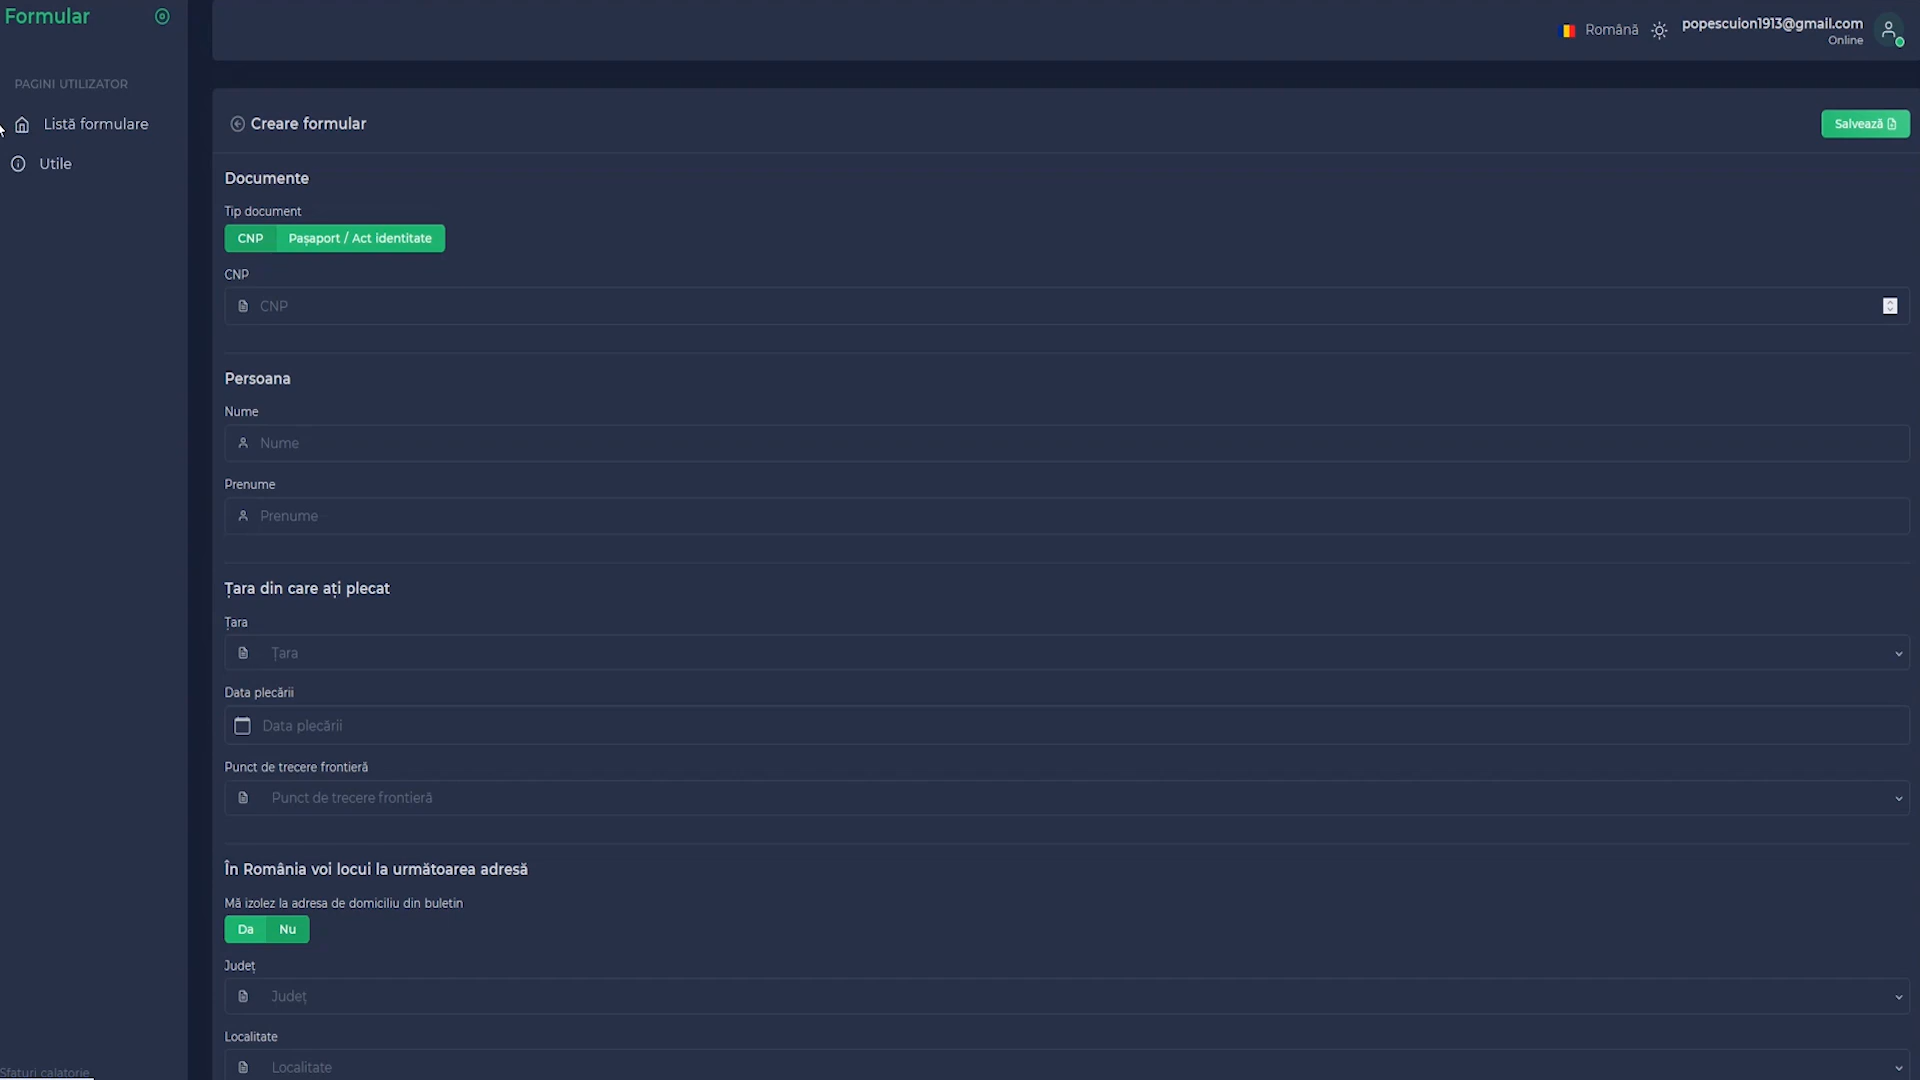 Formular
Română
popescuion1913@gmail.com
Online
PAGINI UTILIZATOR
Listă formulare
Utile
Creare formular
Salvează
Documente
Tip document
CNP
Pașaport / Act identitate
CNP
CNP
Persoana
Nume
Nume
Prenume
Prenume
Țara din care ați plecat
Țara
Țara
Data plecării
Data plecării
Punct de trecere frontieră
Punct de trecere frontieră
În România voi locui la următoarea adresă
Mă izolez la adresa de domiciliu din buletin
Da
Nu
Județ
Județ
Localitate
Localitate
Sfaturi calatorie